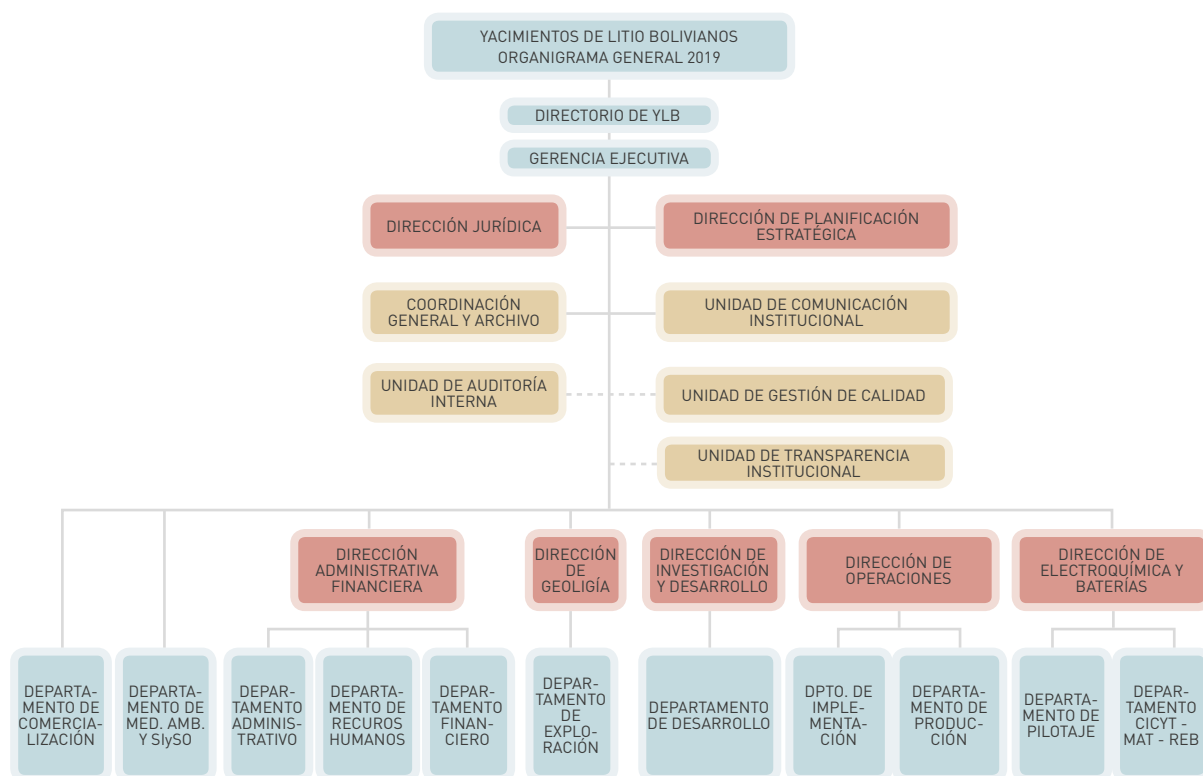 YACIMIENTOS DE LITIO BOLIVIANOS
ORGANIGRAMA GENERAL 2019
DIRECTORIO DE YLB
GERENCIA EJECUTIVA
DIRECCIÓN JURÍDICA
DIRECCIÓN DE PLANIFICACIÓN
ESTRATÉGICA
COORDINACIÓN
GENERAL Y ARCHIVO
UNIDAD DE COMUNICACIÓN
INSTITUCIONAL
UNIDAD DE AUDITORÍA
INTERNA
UNIDAD DE GESTIÓN DE CALIDAD
UNIDAD DE TRANSPARENCIA
INSTITUCIONAL
DIRECCIÓN
ADMINISTRATIVA
FINANCIERA
DIRECCIÓN
DE
GEOLIGÍA
DIRECCIÓN DE
INVESTIGACIÓN
Y DESARROLLO
DIRECCIÓN DE
OPERACIONES
DIRECCIÓN DE
ELECTROQUÍMICA Y
BATERÍAS
DEPARTA-
MENTO DE
COMERCIA-
LIZACIÓN
DEPARTA-
MENTO DE
MED. AMB.
Y SIySO
DEPAR-
TAMENTO
ADMINIS-
TRATIVO
DEPARTA-
MENTO DE
RECUROS
HUMANOS
DEPAR-
TAMENTO
FINAN-
CIERO
DEPAR-
TAMENTO
DE
EXPLO-
RACIÓN
DEPARTAMENTO
DE DESARROLLO
DPTO. DE
IMPLE-
MENTA-
CIÓN
DEPARTA-
MENTO DE
PRODUC-
CIÓN
DEPARTA-
MENTO DE
PILOTAJE
DEPAR-
TAMENTO
CICYT -
MAT - REB